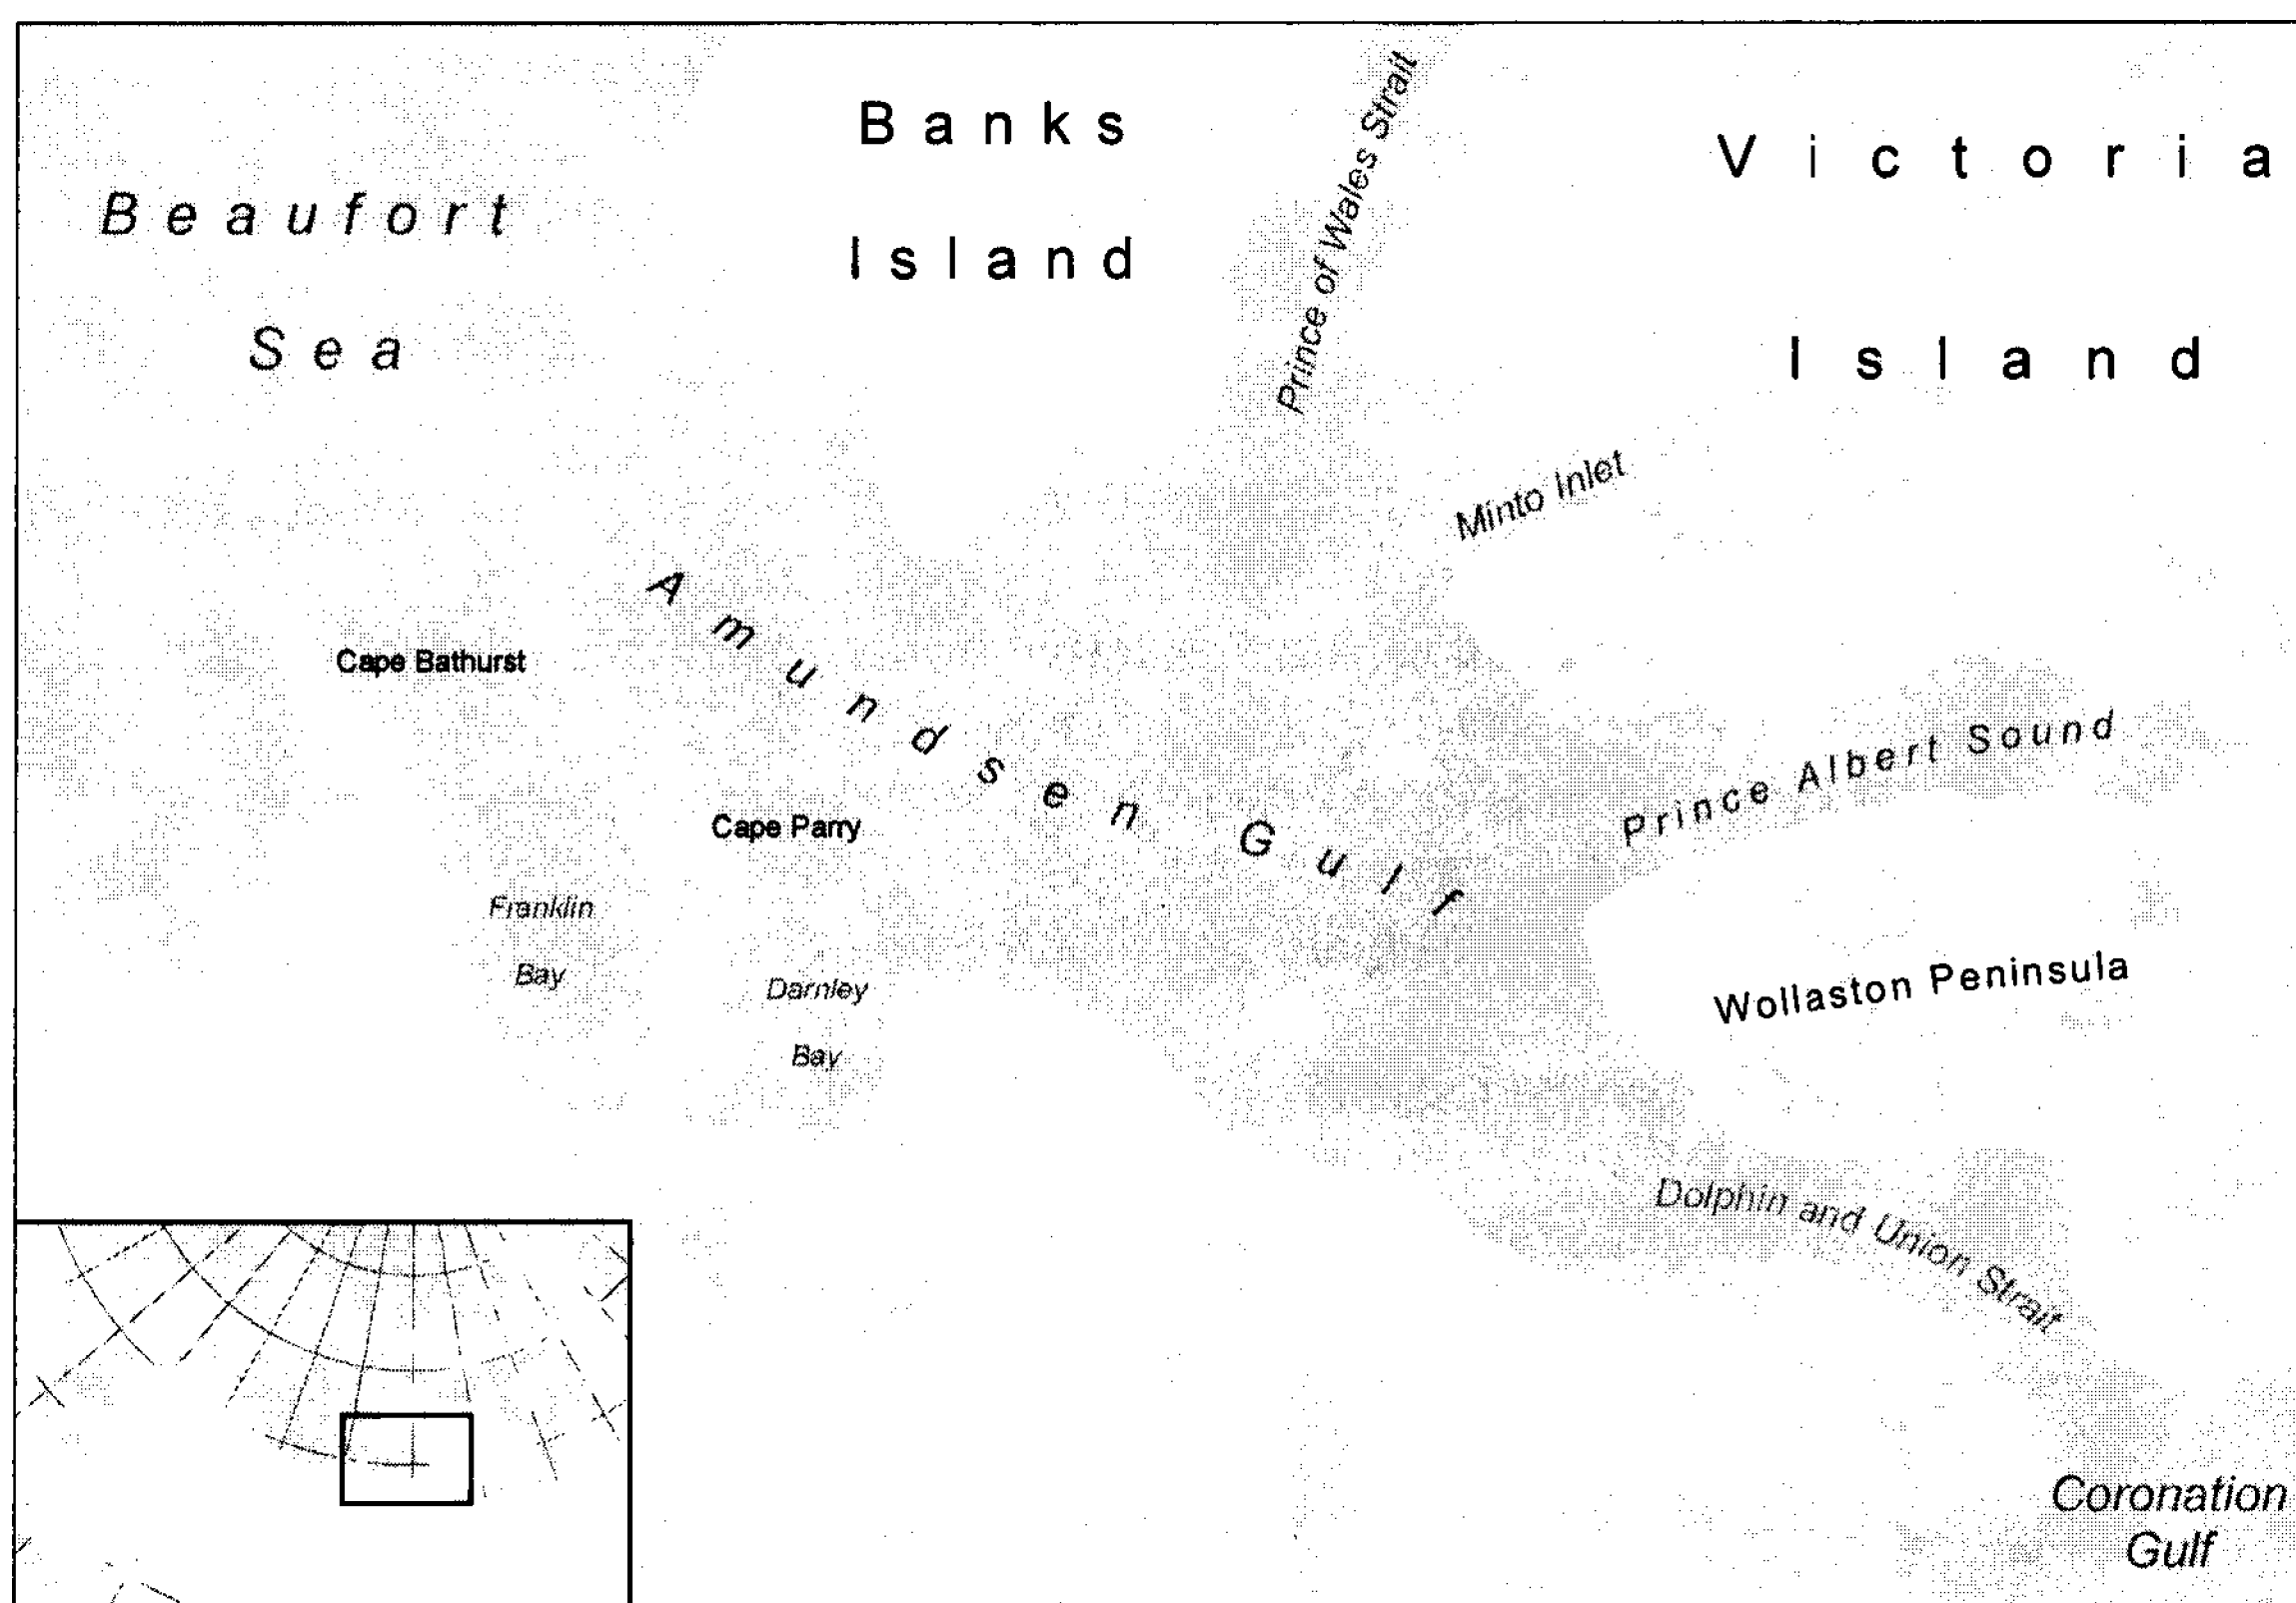 Banks
Island
Prince of Wales Strait
Victoria
Island
Beaufort
Sea
Minto Inlet
Amundsen Gulf
Cape Bathurst
Cape Parry
Prince Albert Sound
Franklin
Bay
Darnley
Bay
Wollaston Peninsula
Dolphin and Union Strait
Coronation
Gulf